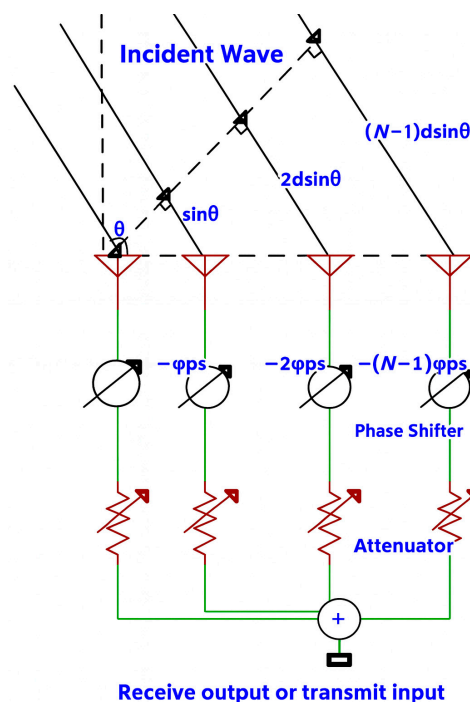 Incident Wave
(N-1)dsinθ
2dsinθ
sinθ
θ
-φps
-2φps
-(N-1)φps
Phase Shifter
Attenuator
+
Receive output or transmit input